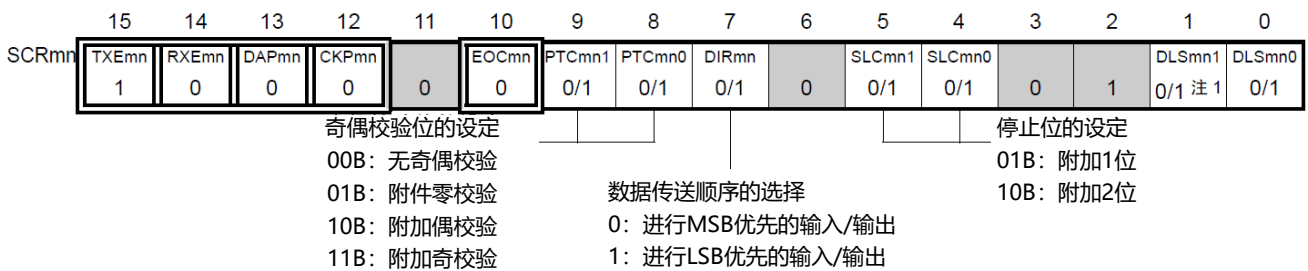 15 14 13 12 11 10 9 8 7 6 5 4 3 2 1 0
SCRmn TXEmn RXEmn DAPmn CKPmn EOCmn PTCmn1 PTCmn0 DIRmn SLCmn1 SLCmn0 DLSmn1 DLSmn0
1 0 0 0 0 0 0/1 0/1 0/1 0 0/1 0/1 0 1 0/1 注 1 0/1
奇偶校验位的设定
00B：无奇偶校验
01B：附件零校验
10B：附加偶校验
11B：附加奇校验
数据传送顺序的选择
0：进行MSB优先的输入/输出
1：进行LSB优先的输入/输出
停止位的设定
01B：附加1位
10B：附加2位